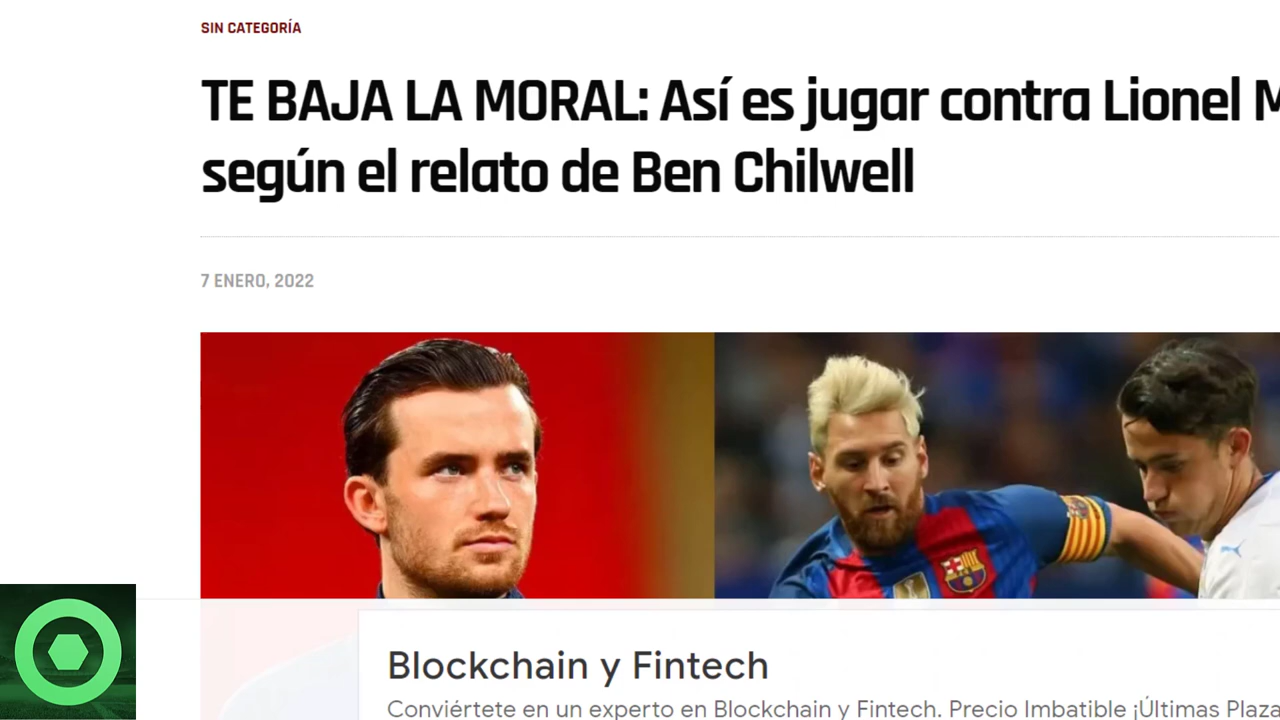 SIN CATEGORÍA
TE BAJA LA MORAL: Así es jugar contra Lionel M
según el relato de Ben Chilwell
7 ENERO, 2022
Blockchain y Fintech
Conviértete en un experto en Blockchain y Fintech. Precio Imbatible ¡Últimas Plaza